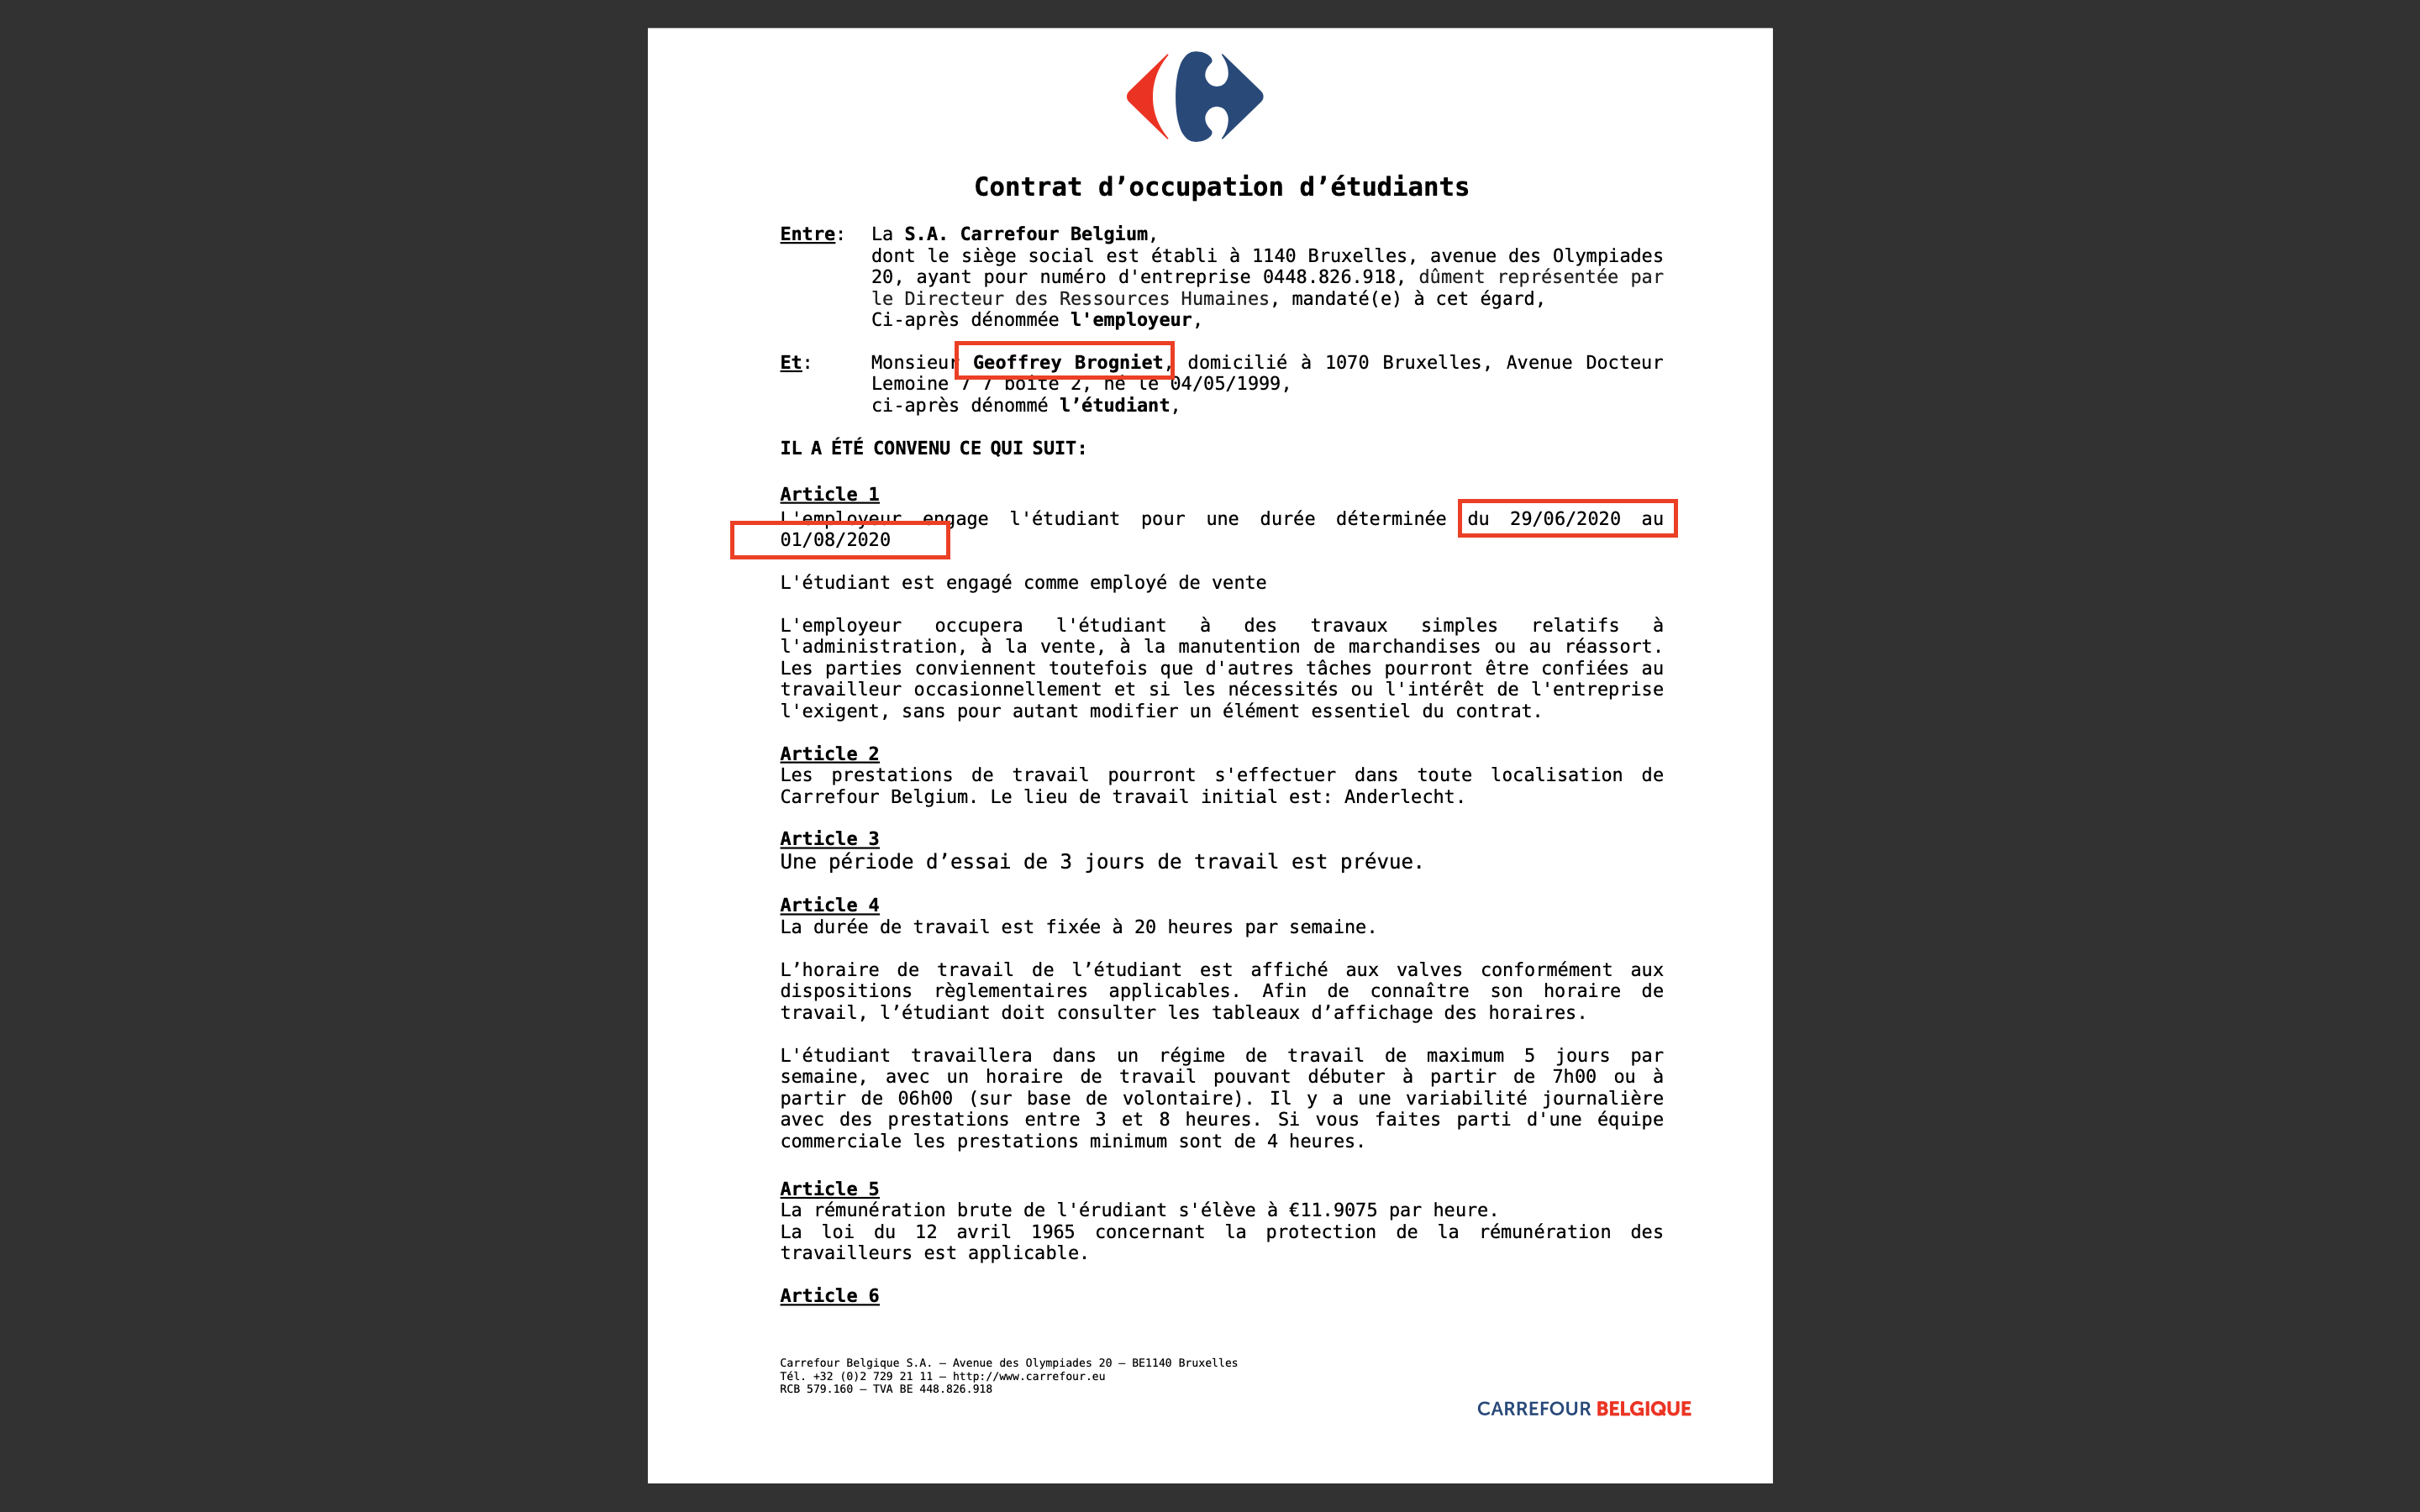 Contrat d’occupation d’étudiants
Entre: La S.A. Carrefour Belgium,
dont le siège social est établi à 1140 Bruxelles, avenue des Olympiades
20, ayant pour numéro d'entreprise 0448.826.918, dûment représentée par
le Directeur des Ressources Humaines, mandaté(e) à cet égard,
Ci-après dénommée l'employeur,
Et: Monsieur Geoffrey Brogniet, domicilié à 1070 Bruxelles, Avenue Docteur
Lemoine 7 7 boite 2, né le 04/05/1999,
ci-après dénommé l’étudiant,
IL A ÉTÉ CONVENU CE QUI SUIT:
Article 1
L'employeur engage l'étudiant pour une durée déterminée du 29/06/2020 au
01/08/2020
L'étudiant est engagé comme employé de vente
L'employeur occupera l'étudiant à des travaux simples relatifs à
l'administration, à la vente, à la manutention de marchandises ou au réassort.
Les parties conviennent toutefois que d'autres tâches pourront être confiées au
travailleur occasionnellement et si les nécessités ou l'intérêt de l'entreprise
l'exigent, sans pour autant modifier un élément essentiel du contrat.
Article 2
Les prestations de travail pourront s'effectuer dans toute localisation de
Carrefour Belgium. Le lieu de travail initial est: Anderlecht.
Article 3
Une période d’essai de 3 jours de travail est prévue.
Article 4
La durée de travail est fixée à 20 heures par semaine.
L’horaire de travail de l’étudiant est affiché aux valves conformément aux
dispositions règlementaires applicables. Afin de connaître son horaire de
travail, l’étudiant doit consulter les tableaux d’affichage des horaires.
L'étudiant travaillera dans un régime de travail de maximum 5 jours par
semaine, avec un horaire de travail pouvant débuter à partir de 7h00 ou à
partir de 06h00 (sur base de volontaire). Il y a une variabilité journalière
avec des prestations entre 3 et 8 heures. Si vous faites parti d'une équipe
commerciale les prestations minimum sont de 4 heures.
Article 5
La rémunération brute de l'érudiant s'élève à €11.9075 par heure.
La loi du 12 avril 1965 concernant la protection de la rémunération des
travailleurs est applicable.
Article 6
Carrefour Belgique S.A. – Avenue des Olympiades 20 – BE1140 Bruxelles
Tél. +32 (0)2 729 21 11 – http://www.carrefour.eu
RCB 579.160 – TVA BE 448.826.918
CARREFOUR BELGIQUE